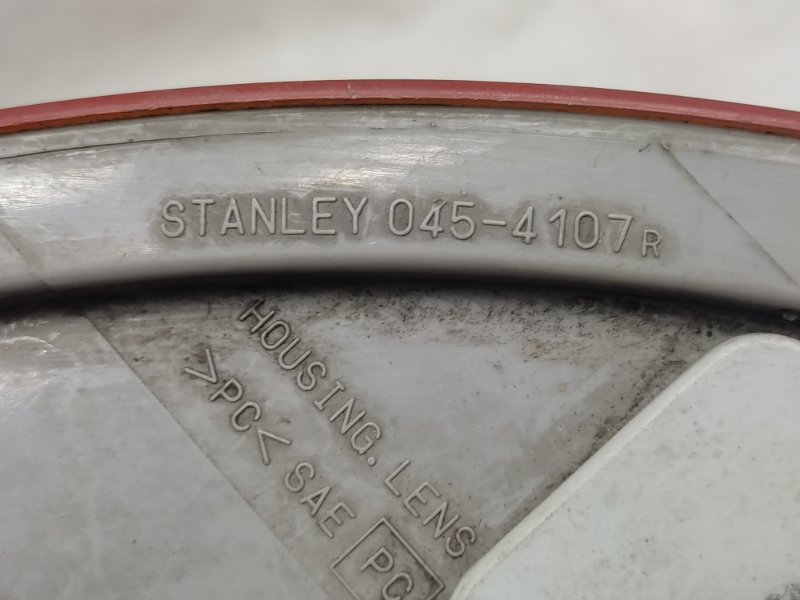 STANLEY 045-4107R
HOUSING. LENS
>PC< SAE PC